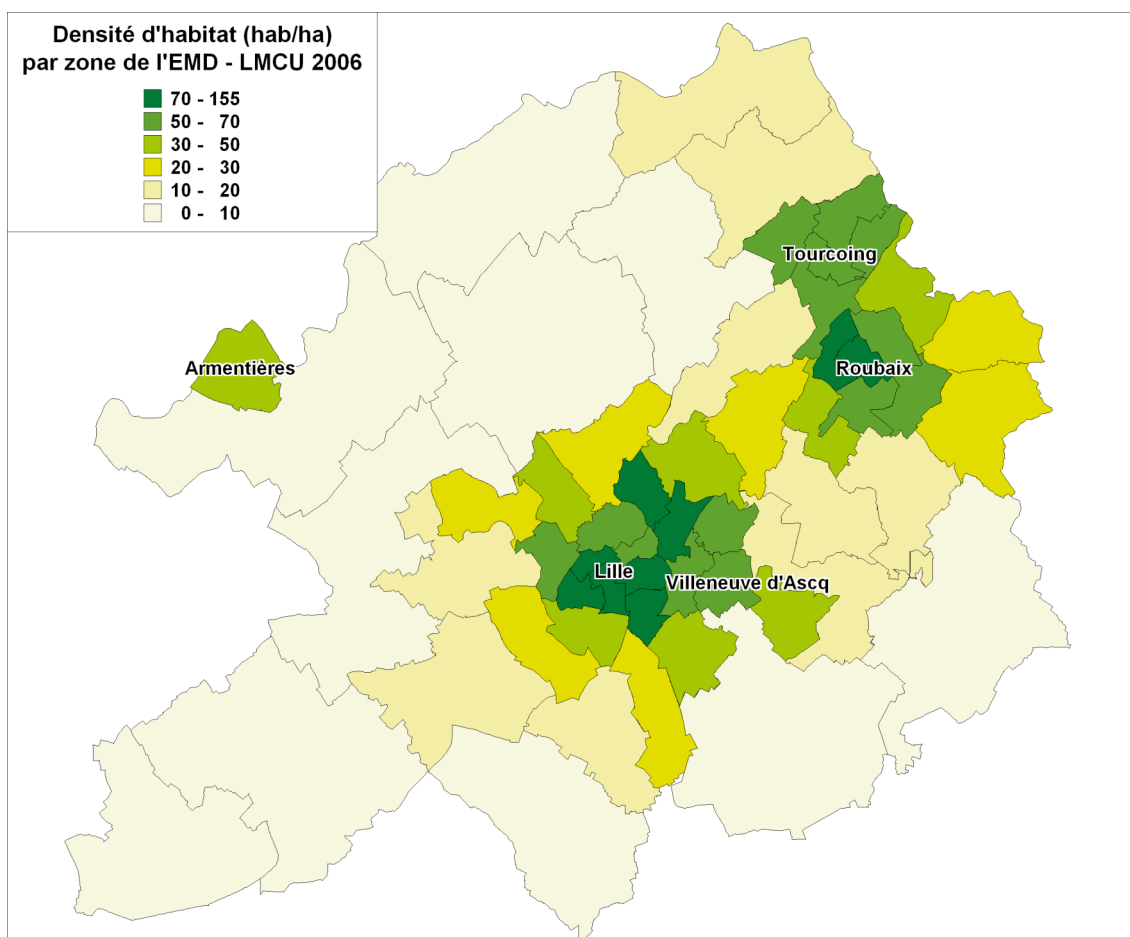 Densité d'habitat (hab/ha)
par zone de l'EMD - LMCU 2006
70 - 155
50 - 70
30 - 50
20 - 30
10 - 20
0 - 10
Tourcoing
Armentières
Roubaix
Lille
Villeneuve d'Ascq